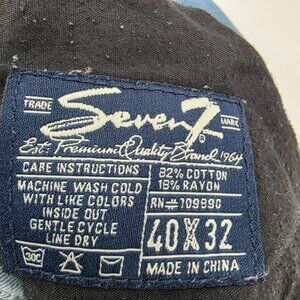 TRADE MARK
Seven7
Est: Premium Quality Brand 1964
CARE INSTRUCTIONS
MACHINE WASH COLD
WITH LIKE COLORS
INSIDE OUT
GENTLE CYCLE
LINE DRY
30C
82% COTTON
18% RAYON
RN# 109890
40X32
MADE IN CHINA